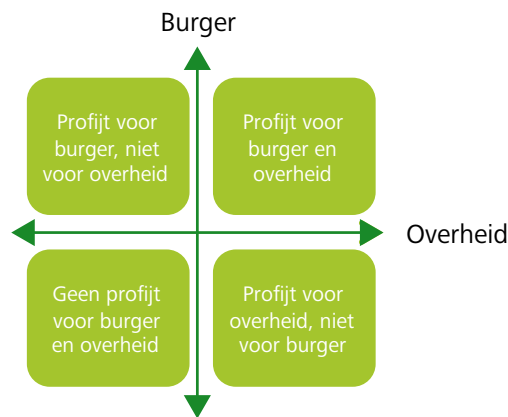 Burger
Profijt voor
burger, niet
voor overheid
Profijt voor
burger en
overheid
Overheid
Geen profijt
voor burger
en overheid
Profijt voor
overheid, niet
voor burger